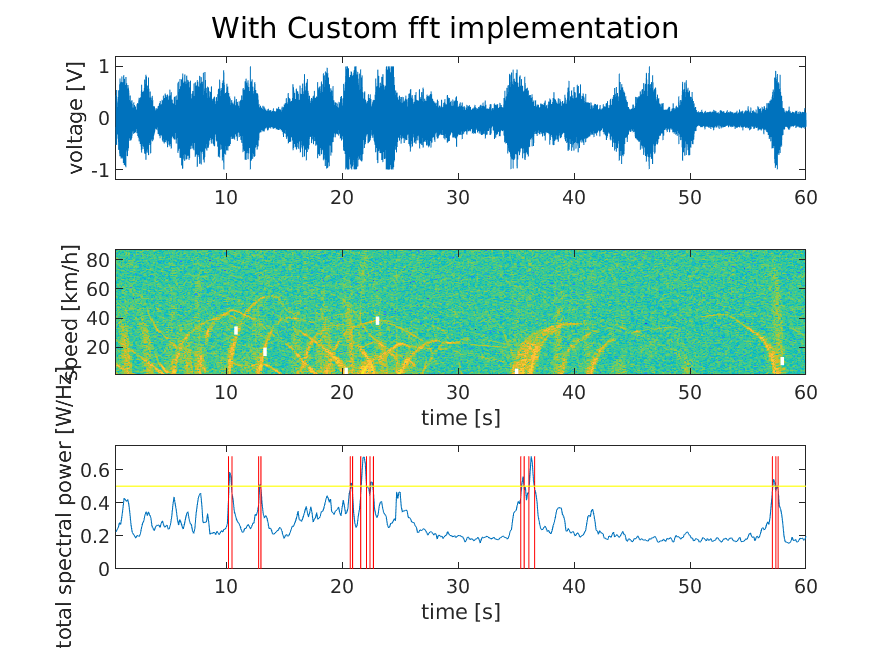 With Custom fft implementation
voltage [V]
1
0
-1
10 20 30 40 50 60
speed [km/h]
80
60
40
20
10 20 30 40 50 60
time [s]
total spectral power [W/Hz]
0.6
0.4
0.2
0
10 20 30 40 50 60
time [s]